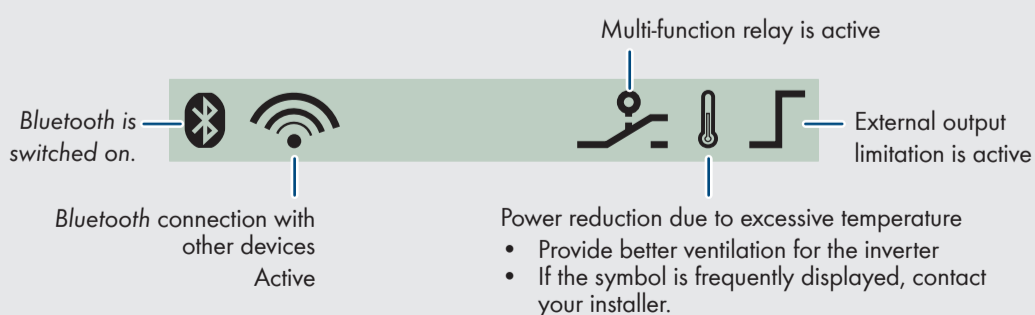 Multi-function relay is active
Bluetooth is
switched on.
External output
limitation is active
Bluetooth connection with
other devices
Active
Power reduction due to excessive temperature
• Provide better ventilation for the inverter
• If the symbol is frequently displayed, contact
your installer.